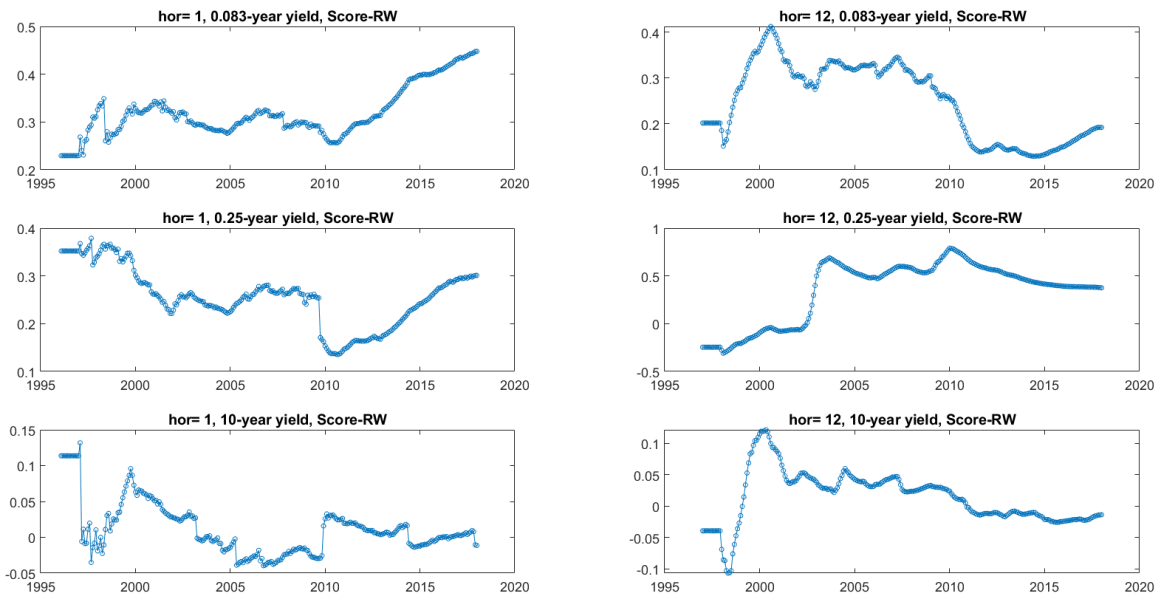 hor= 1, 0.083-year yield, Score-RW
0.5
0.4
0.3
0.2
1995 2000 2005 2010 2015 2020
hor= 12, 0.083-year yield, Score-RW
0.4
0.3
0.2
0.1
1995 2000 2005 2010 2015 2020
hor= 1, 0.25-year yield, Score-RW
0.4
0.3
0.2
0.1
1995 2000 2005 2010 2015 2020
hor= 12, 0.25-year yield, Score-RW
1
0.5
0
-0.5
1995 2000 2005 2010 2015 2020
hor= 1, 10-year yield, Score-RW
0.15
0.1
0.05
0
-0.05
1995 2000 2005 2010 2015 2020
hor= 12, 10-year yield, Score-RW
0.1
0.05
0
-0.05
-0.1
1995 2000 2005 2010 2015 2020